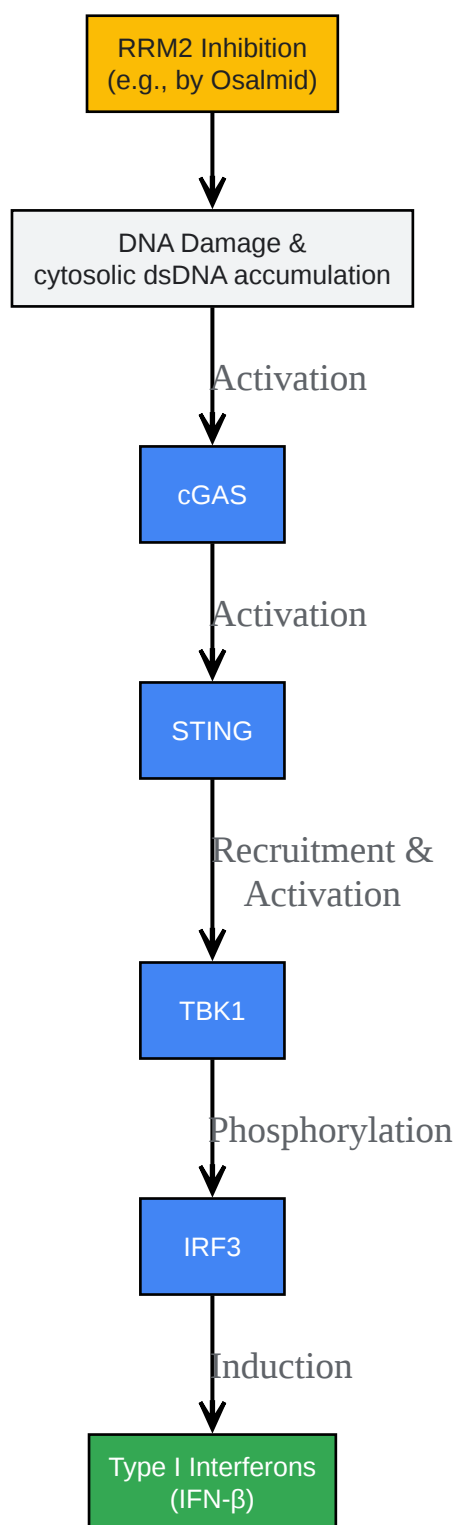 RRM2 Inhibition
(e.g., by Osalmid)
DNA Damage &
cytosolic dsDNA accumulation
Activation
cGAS
Activation
STING
Recruitment &
Activation
TBK1
Phosphorylation
IRF3
Induction
Type I Interferons
(IFN-β)